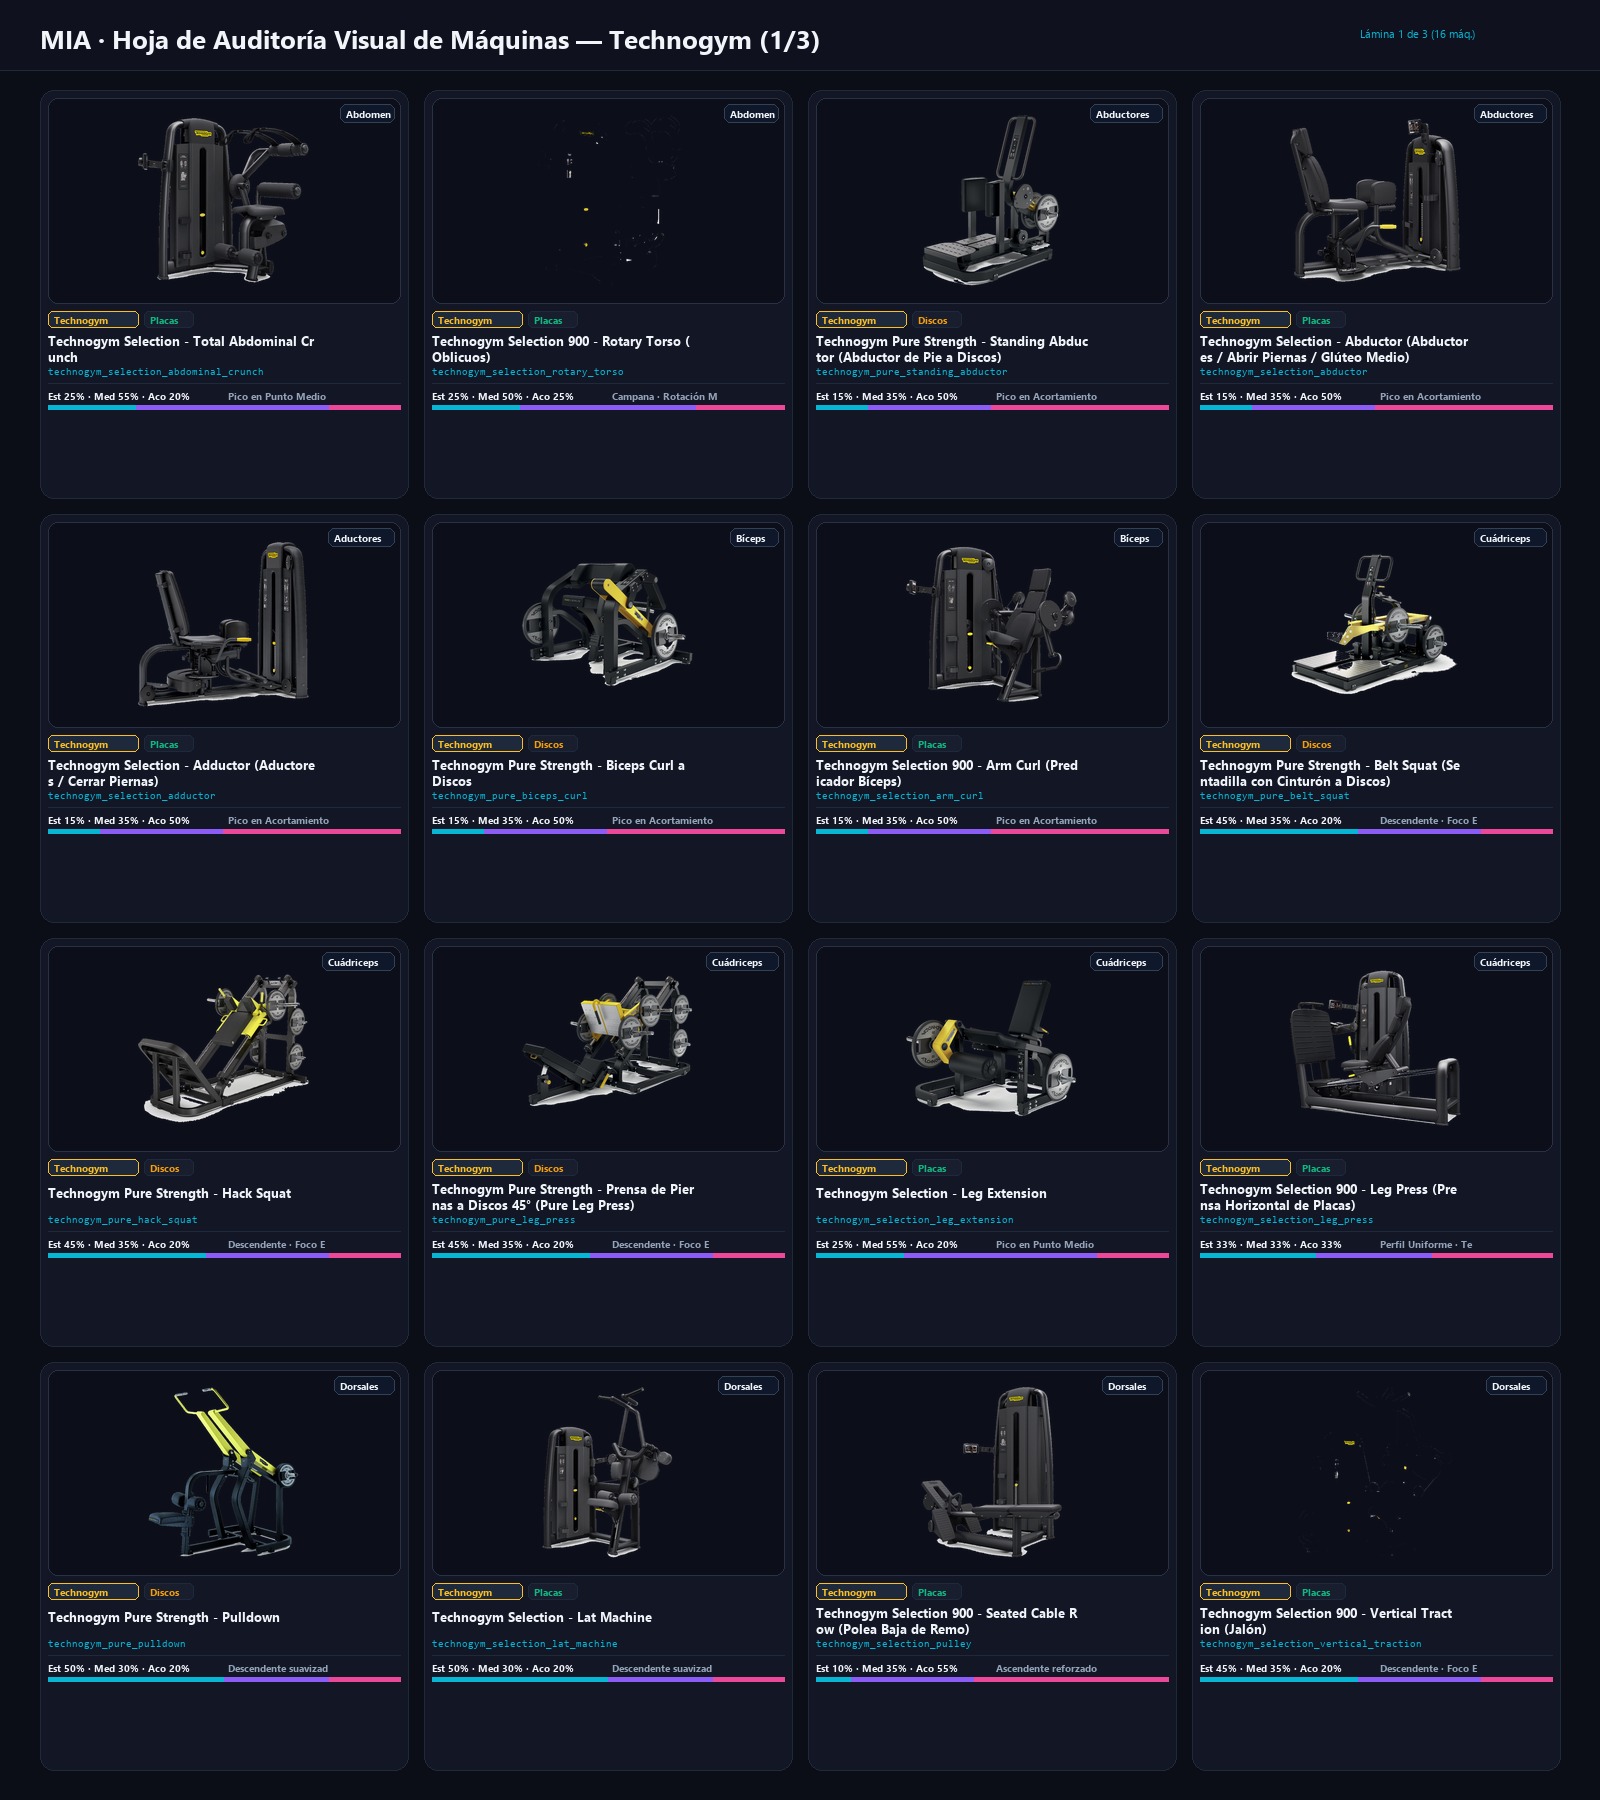 MIA · Hoja de Auditoría Visual de Máquinas — Technogym (1/3)
Lámina 1 de 3 (16 máq.)
Abdomen
Technogym
Placas
Technogym Selection - Total Abdominal Cr
unch
technogym_selection_abdominal_crunch
Est 25% · Med 55% · Aco 20%
Pico en Punto Medio
Abdomen
Technogym
Placas
Technogym Selection 900 - Rotary Torso (
Oblicuos)
technogym_selection_rotary_torso
Est 25% · Med 50% · Aco 25%
Campana · Rotación M
Abductores
Technogym
Discos
Technogym Pure Strength - Standing Abduc
tor (Abductor de Pie a Discos)
technogym_pure_standing_abductor
Est 15% · Med 35% · Aco 50%
Pico en Acortamiento
Abductores
Technogym
Placas
Technogym Selection - Abductor (Abductor
es / Abrir Piernas / Glúteo Medio)
technogym_selection_abductor
Est 15% · Med 35% · Aco 50%
Pico en Acortamiento
Aductores
Technogym
Placas
Technogym Selection - Adductor (Aductore
s / Cerrar Piernas)
technogym_selection_adductor
Est 15% · Med 35% · Aco 50%
Pico en Acortamiento
Bíceps
Technogym
Discos
Technogym Pure Strength - Biceps Curl a
Discos
technogym_pure_biceps_curl
Est 15% · Med 35% · Aco 50%
Pico en Acortamiento
Bíceps
Technogym
Placas
Technogym Selection 900 - Arm Curl (Pred
icador Bíceps)
technogym_selection_arm_curl
Est 15% · Med 35% · Aco 50%
Pico en Acortamiento
Cuádriceps
Technogym
Discos
Technogym Pure Strength - Belt Squat (Se
ntadilla con Cinturón a Discos)
technogym_pure_belt_squat
Est 45% · Med 35% · Aco 20%
Descendente · Foco E
Cuádriceps
Technogym
Discos
Technogym Pure Strength - Hack Squat
technogym_pure_hack_squat
Est 45% · Med 35% · Aco 20%
Descendente · Foco E
Cuádriceps
Technogym
Discos
Technogym Pure Strength - Prensa de Pier
nas a Discos 45° (Pure Leg Press)
technogym_pure_leg_press
Est 45% · Med 35% · Aco 20%
Descendente · Foco E
Cuádriceps
Technogym
Placas
Technogym Selection - Leg Extension
technogym_selection_leg_extension
Est 25% · Med 55% · Aco 20%
Pico en Punto Medio
Cuádriceps
Technogym
Placas
Technogym Selection 900 - Leg Press (Pre
nsa Horizontal de Placas)
technogym_selection_leg_press
Est 33% · Med 33% · Aco 33%
Perfil Uniforme · Te
Dorsales
Technogym
Discos
Technogym Pure Strength - Pulldown
technogym_pure_pulldown
Est 50% · Med 30% · Aco 20%
Descendente suavizad
Dorsales
Technogym
Placas
Technogym Selection - Lat Machine
technogym_selection_lat_machine
Est 50% · Med 30% · Aco 20%
Descendente suavizad
Dorsales
Technogym
Placas
Technogym Selection 900 - Seated Cable R
ow (Polea Baja de Remo)
technogym_selection_pulley
Est 10% · Med 35% · Aco 55%
Ascendente reforzado
Dorsales
Technogym
Placas
Technogym Selection 900 - Vertical Tract
ion (Jalón)
technogym_selection_vertical_traction
Est 45% · Med 35% · Aco 20%
Descendente · Foco E